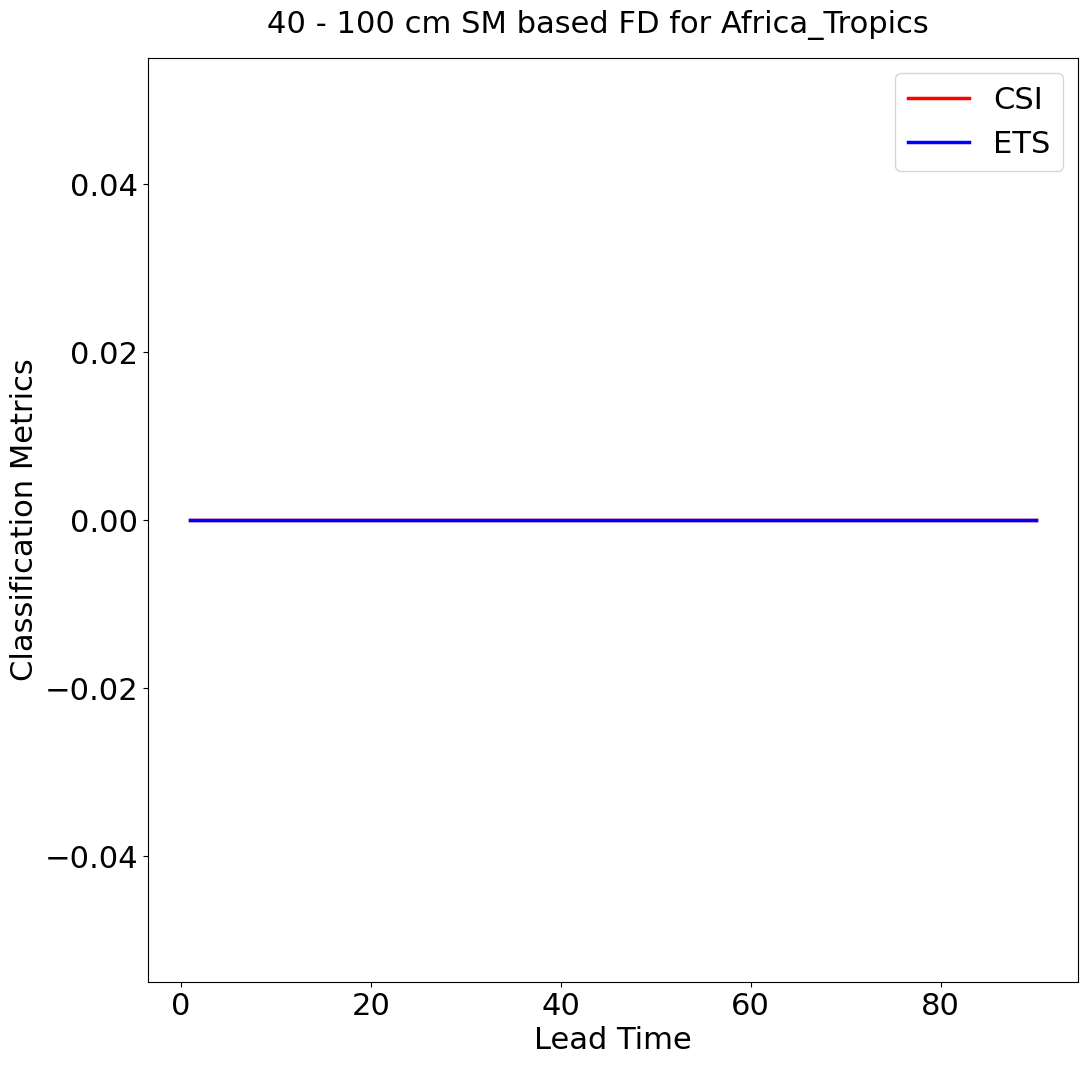 40 - 100 cm SM based FD for Africa_Tropics
CSI
ETS
0.04
0.02
0.00
−0.02
−0.04
Classification Metrics
0 20 40 60 80
Lead Time